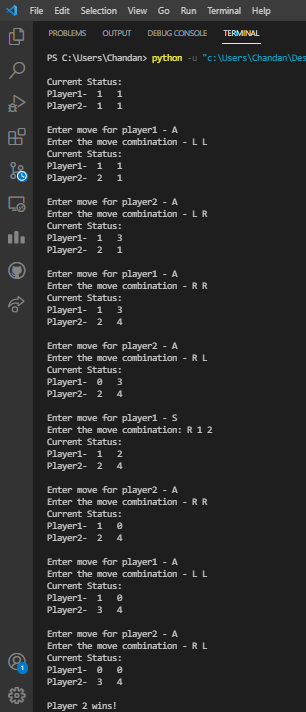 File Edit Selection View Go Run Terminal Help
PROBLEMS OUTPUT DEBUG CONSOLE TERMINAL
PS C:\Users\Chandan> python -u "c:\Users\Chandan\Des
Current Status:
Player1- 1 1
Player2- 1 1
Enter move for player1 - A
Enter the move combination - L L
Current Status:
Player1- 1 1
Player2- 2 1
Enter move for player2 - A
Enter the move combination - L R
Current Status:
Player1- 1 3
Player2- 2 1
Enter move for player1 - A
Enter the move combination - R R
Current Status:
Player1- 1 3
Player2- 2 4
Enter move for player2 - A
Enter the move combination - R L
Current Status:
Player1- 0 3
Player2- 2 4
Enter move for player1 - S
Enter the move combination: R 1 2
Current Status:
Player1- 1 2
Player2- 2 4
Enter move for player2 - A
Enter the move combination - R R
Current Status:
Player1- 1 0
Player2- 2 4
Enter move for player1 - A
Enter the move combination - L L
Current Status:
Player1- 1 0
Player2- 3 4
Enter move for player2 - A
Enter the move combination - R L
Current Status:
Player1- 0 0
Player2- 3 4
1
Player 2 wins!